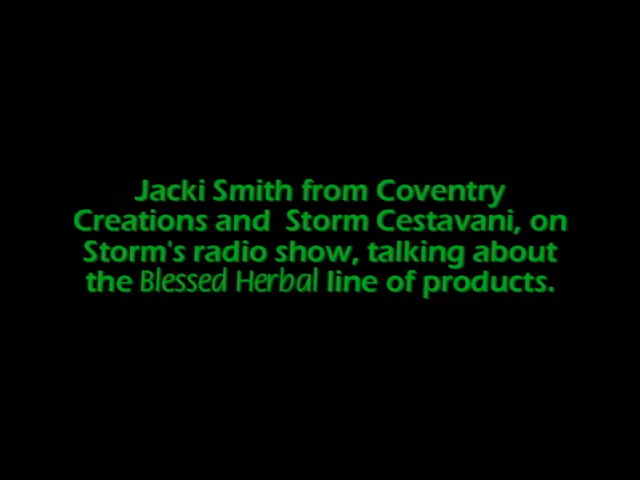 Jacki Smith from Coventry
Creations and  Storm Cestavani, on
Storm's radio show, talking about
the Blessed Herbal line of products.